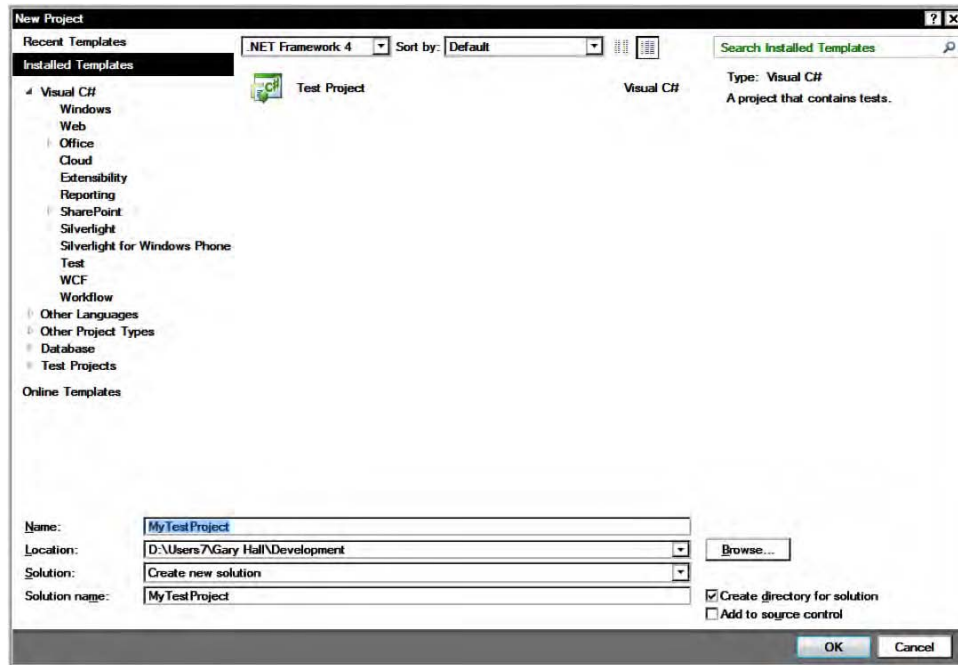 New Project
Recent Templates
Installed Templates
Visual C#
Windows
Web
Office
Cloud
Extensibility
Reporting
SharePoint
Silverlight
Silverlight for Windows Phone
Test
WCF
Workflow
Other Languages
Other Project Types
Database
Test Projects
Online Templates
.NET Framework 4 Sort by: Default
C# Test Project Visual C#
Search Installed Templates
Type: Visual C#
A project that contains tests.
Name: MyTestProject
Location: D:\Users7\Gary Hall\Development Browse...
Solution: Create new solution
Solution name: MyTestProject
Create directory for solution
Add to source control
OK Cancel